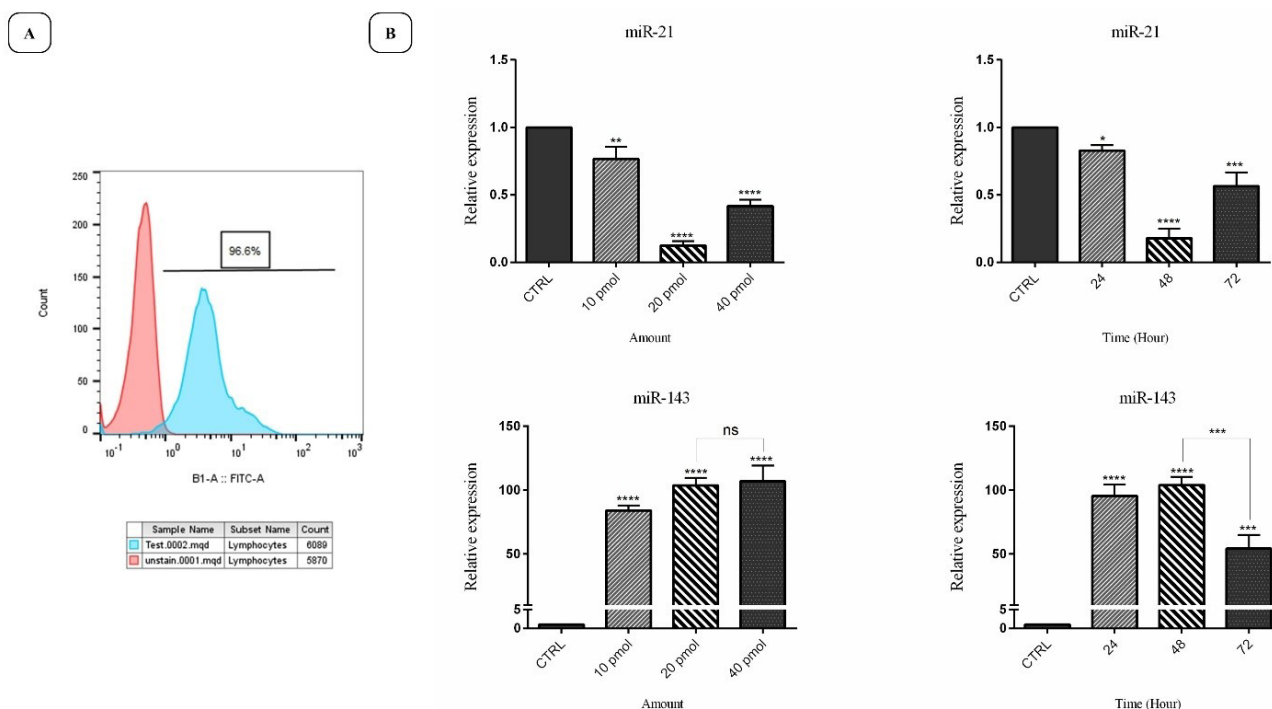 A
B
250
200
150
100
50
0
Count
96.6%
10^-1
10^0
10^1
10^2
10^3
B1-A :: FITC-A
Sample Name Subset Name Count
Test.0002.mqd Lymphocytes 6089
unstain.0001.mqd Lymphocytes 5870
miR-21
Relative expression
1.5
1.0
0.5
0.0
**
****
****
CTRL
10 pmol
20 pmol
40 pmol
Amount
miR-21
Relative expression
1.5
1.0
0.5
0.0
*
****
***
CTRL
24
48
72
Time (Hour)
miR-143
Relative expression
150
100
50
5
0
ns
****
****
****
CTRL
10 pmol
20 pmol
40 pmol
Amount
miR-143
Relative expression
150
100
50
5
0
***
****
****
***
CTRL
24
48
72
Time (Hour)